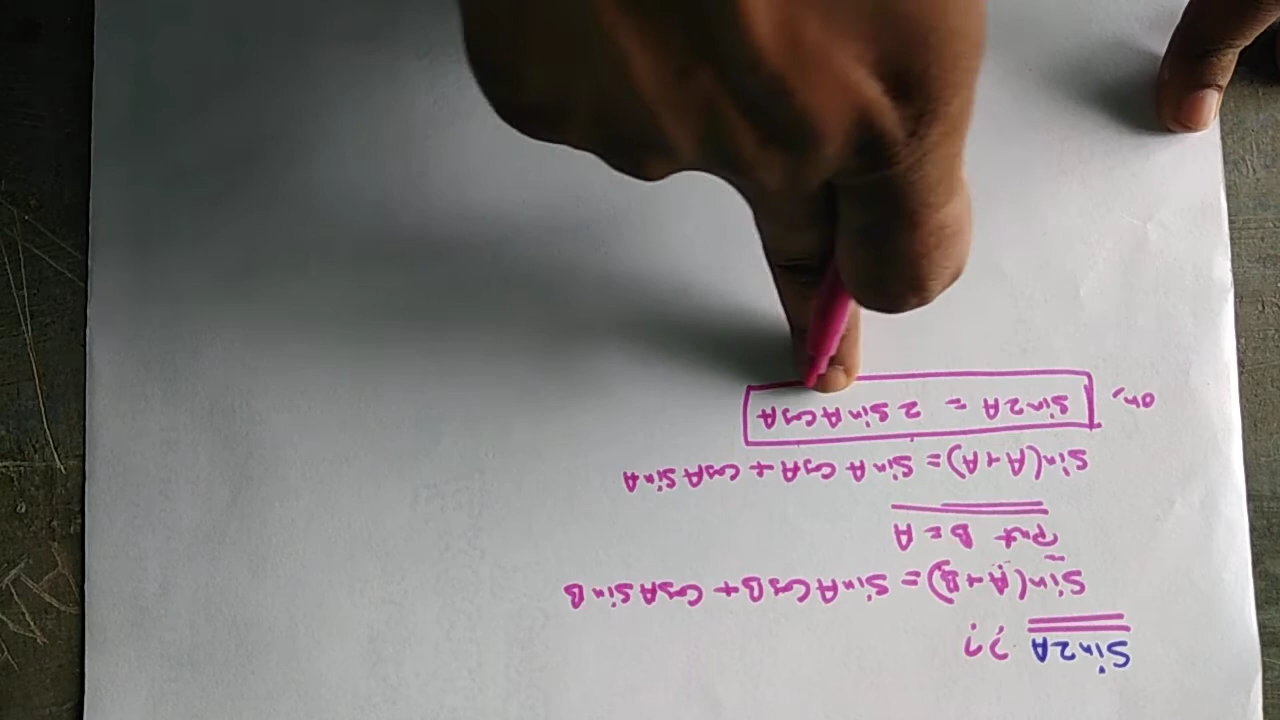 Sin2A ??
Sin(A+B) = SinA CosB + CosA SinB
Put B = A
Sin(A+A) = SinA CosA + CosA SinA
or, Sin2A = 2 SinA CosA